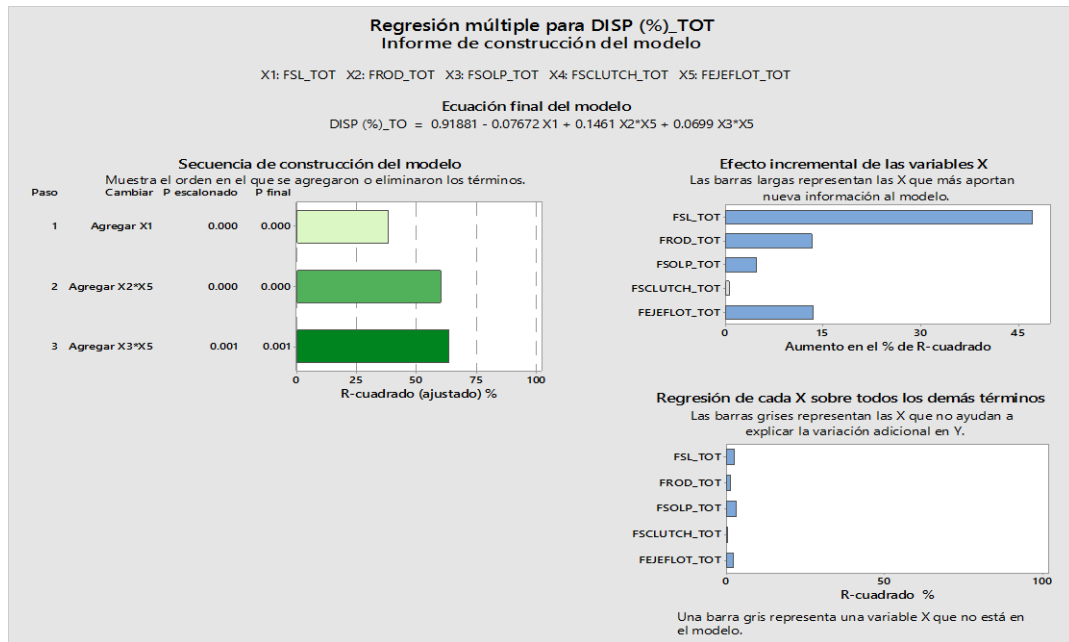 Regresión múltiple para DISP (%)_TOT
Informe de construcción del modelo
X1: FSL_TOT X2: FROD_TOT X3: FSOLP_TOT X4: FSCLUTCH_TOT X5: FEJEFLOT_TOT
Ecuación final del modelo
DISP (%)_TO = 0.91881 - 0.07672 X1 + 0.1461 X2*X5 + 0.0699 X3*X5
Secuencia de construcción del modelo
Muestra el orden en el que se agregaron o eliminaron los términos.
Paso Cambiar P escalonado P final
1 Agregar X1 0.000 0.000
2 Agregar X2*X5 0.000 0.000
3 Agregar X3*X5 0.001 0.001
0 25 50 75 100
R-cuadrado (ajustado) %
Efecto incremental de las variables X
Las barras largas representan las X que más aportan
nueva información al modelo.
FSL_TOT
FROD_TOT
FSOLP_TOT
FSCLUTCH_TOT
FEJEFLOT_TOT
0 15 30 45
Aumento en el % de R-cuadrado
Regresión de cada X sobre todos los demás términos
Las barras grises representan las X que no ayudan a
explicar la variación adicional en Y.
FSL_TOT
FROD_TOT
FSOLP_TOT
FSCLUTCH_TOT
FEJEFLOT_TOT
0 50 100
R-cuadrado %
Una barra gris representa una variable X que no está en
el modelo.